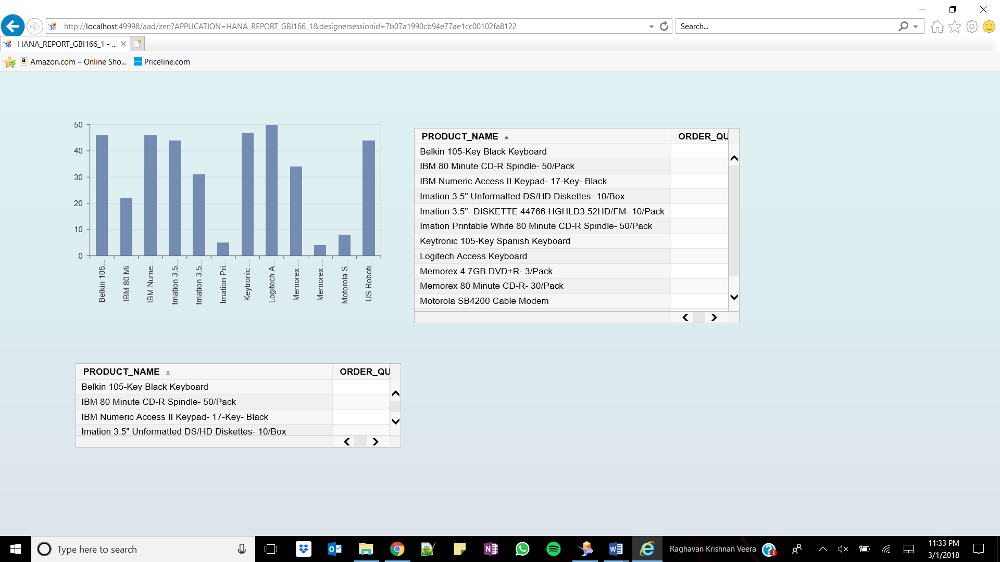 http://localhost:49998/aad/zen?APPLICATION=HANA_REPORT_GBI166_1&designersessionid=7b07a1990cb94e77ae1cc00102fa8122
Search...
HANA_REPORT_GBI166_1 - ...
Amazon.com – Online Sho...
Priceline.com
50
40
30
20
10
0
Belkin 105...
IBM 80 Mi...
IBM Nume...
Imation 3.5...
Imation 3.5...
Imation Pri...
Keytronic ...
Logitech A...
Memorex ...
Memorex ...
Motorola S...
US Roboti...
PRODUCT_NAME ORDER_QU
Belkin 105-Key Black Keyboard
IBM 80 Minute CD-R Spindle- 50/Pack
IBM Numeric Access II Keypad- 17-Key- Black
Imation 3.5" Unformatted DS/HD Diskettes- 10/Box
Imation 3.5"- DISKETTE 44766 HGHLD3.52HD/FM- 10/Pack
Imation Printable White 80 Minute CD-R Spindle- 50/Pack
Keytronic 105-Key Spanish Keyboard
Logitech Access Keyboard
Memorex 4.7GB DVD+R- 3/Pack
Memorex 80 Minute CD-R- 30/Pack
Motorola SB4200 Cable Modem
PRODUCT_NAME ORDER_QU
Belkin 105-Key Black Keyboard
IBM 80 Minute CD-R Spindle- 50/Pack
IBM Numeric Access II Keypad- 17-Key- Black
Imation 3.5" Unformatted DS/HD Diskettes- 10/Box
Type here to search
Raghavan Krishnan Veera
11:33 PM
3/1/2018